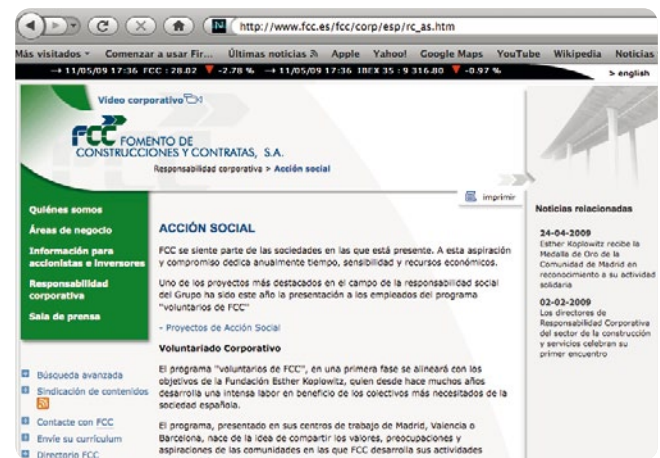 http://www.fcc.es/fcc/corp/esp/rc_as.htm
Más visitados Comenzar a usar Fir... Últimas noticias Apple Yahoo! Google Maps YouTube Wikipedia Noticias
→ 11/05/09 17:36 FCC : 28.02 ▼ -2.78 % → 11/05/09 17:36 IBEX 35 : 9 316.80 ▼ -0.97 %
> english
Vídeo corporativo
FCC FOMENTO DE
CONSTRUCCIONES Y CONTRATAS, S.A.
Responsabilidad corporativa > Acción social
imprimir
Quiénes somos
Áreas de negocio
Información para
accionistas e inversores
Responsabilidad
corporativa
Sala de prensa
Búsqueda avanzada
Sindicación de contenidos
Contacte con FCC
Envíe su currículum
Directorio FCC
ACCIÓN SOCIAL
FCC se siente parte de las sociedades en las que está presente. A esta aspiración
y compromiso dedica anualmente tiempo, sensibilidad y recursos económicos.
Uno de los proyectos más destacados en el campo de la responsabilidad social
del Grupo ha sido este año la presentación a los empleados del programa
"voluntarios de FCC"
- Proyectos de Acción Social
Voluntariado Corporativo
El programa "voluntarios de FCC", en una primera fase se alineará con los
objetivos de la Fundación Esther Koplowitz, quien desde hace muchos años
desarrolla una intensa labor en beneficio de los colectivos más necesitados de la
sociedad española.
El programa, presentado en sus centros de trabajo de Madrid, Valencia o
Barcelona, nace de la idea de compartir los valores, preocupaciones y
aspiraciones de las comunidades en las que FCC desarrolla sus actividades
Noticias relacionadas
24-04-2009
Esther Koplowitz recibe la
Medalla de Oro de la
Comunidad de Madrid en
reconocimiento a su actividad
solidaria
02-02-2009
Los directores de
Responsabilidad Corporativa
del sector de la construcción
y servicios celebran su
primer encuentro